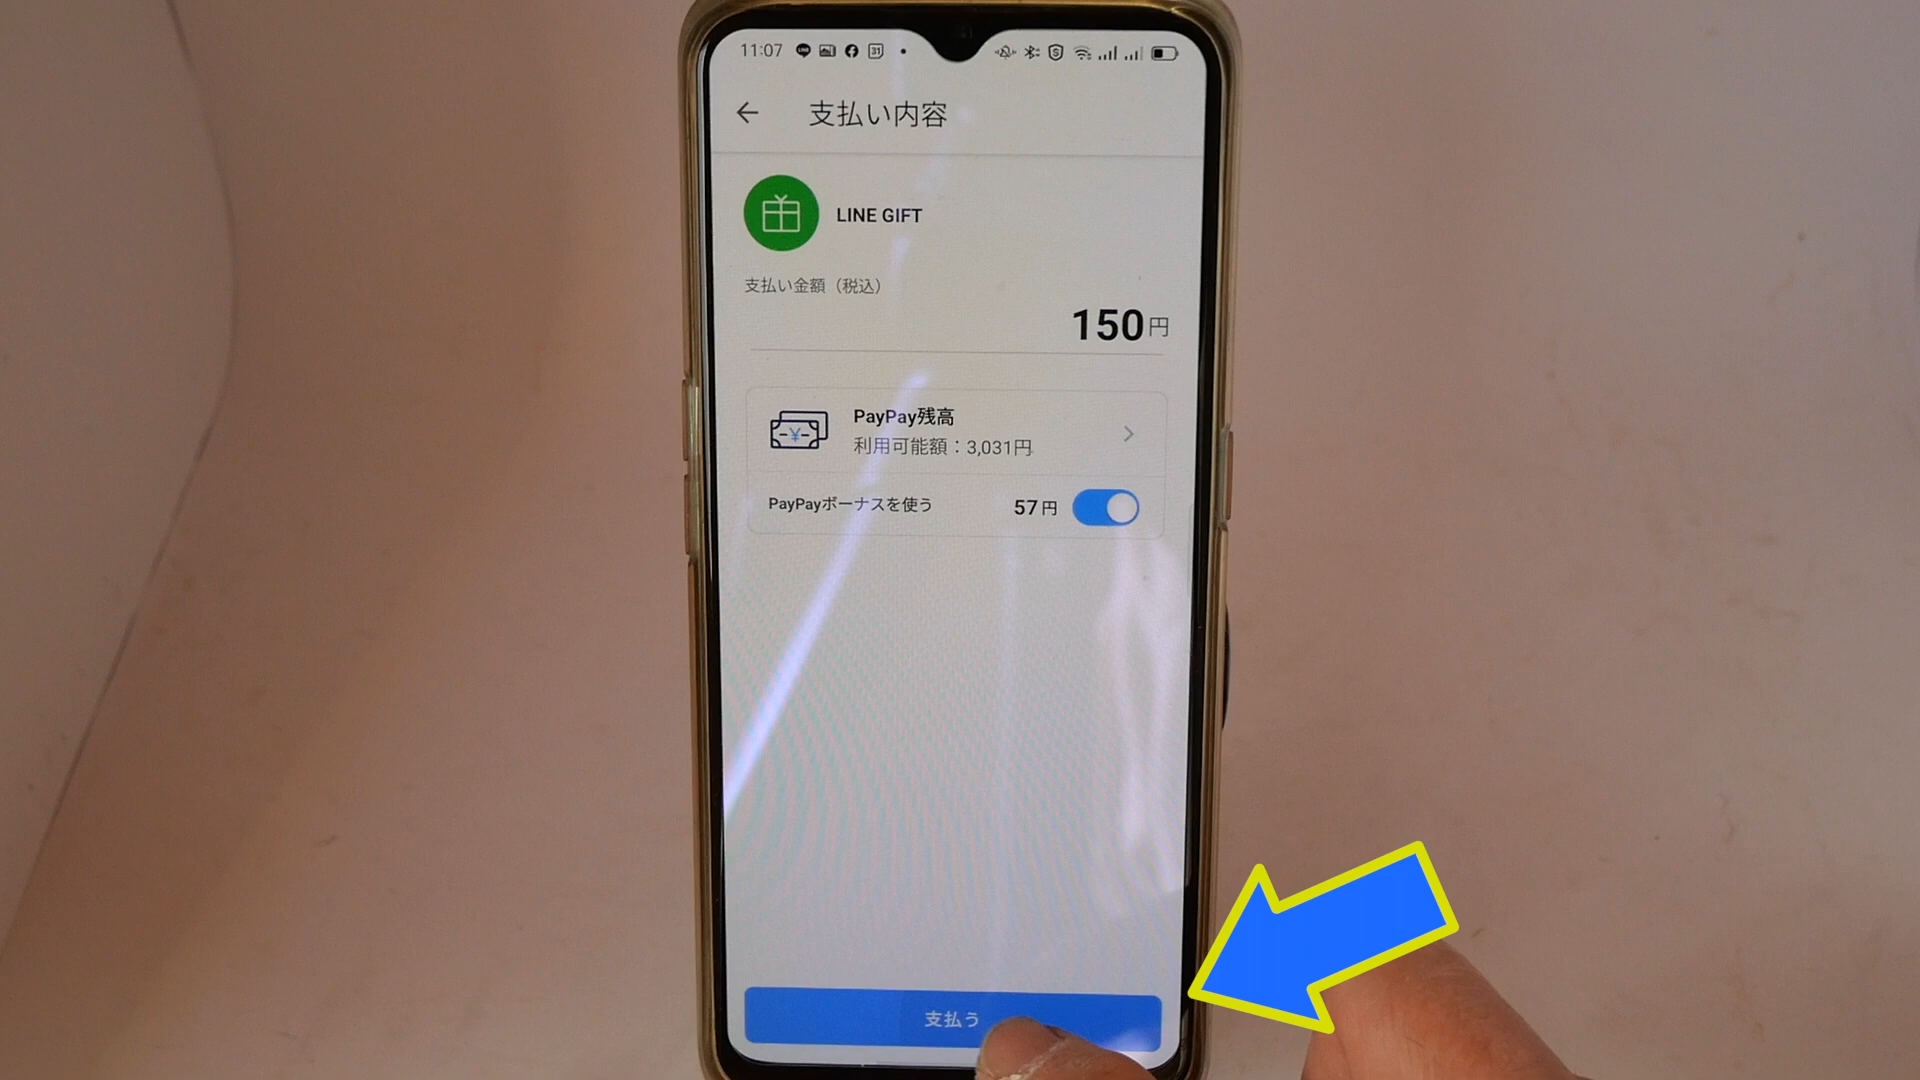 11:07
31
支払い内容
LINE GIFT
支払い金額（税込）
150円
PayPay残高
利用可能額：3,031円
PayPayボーナスを使う 57円
支払う